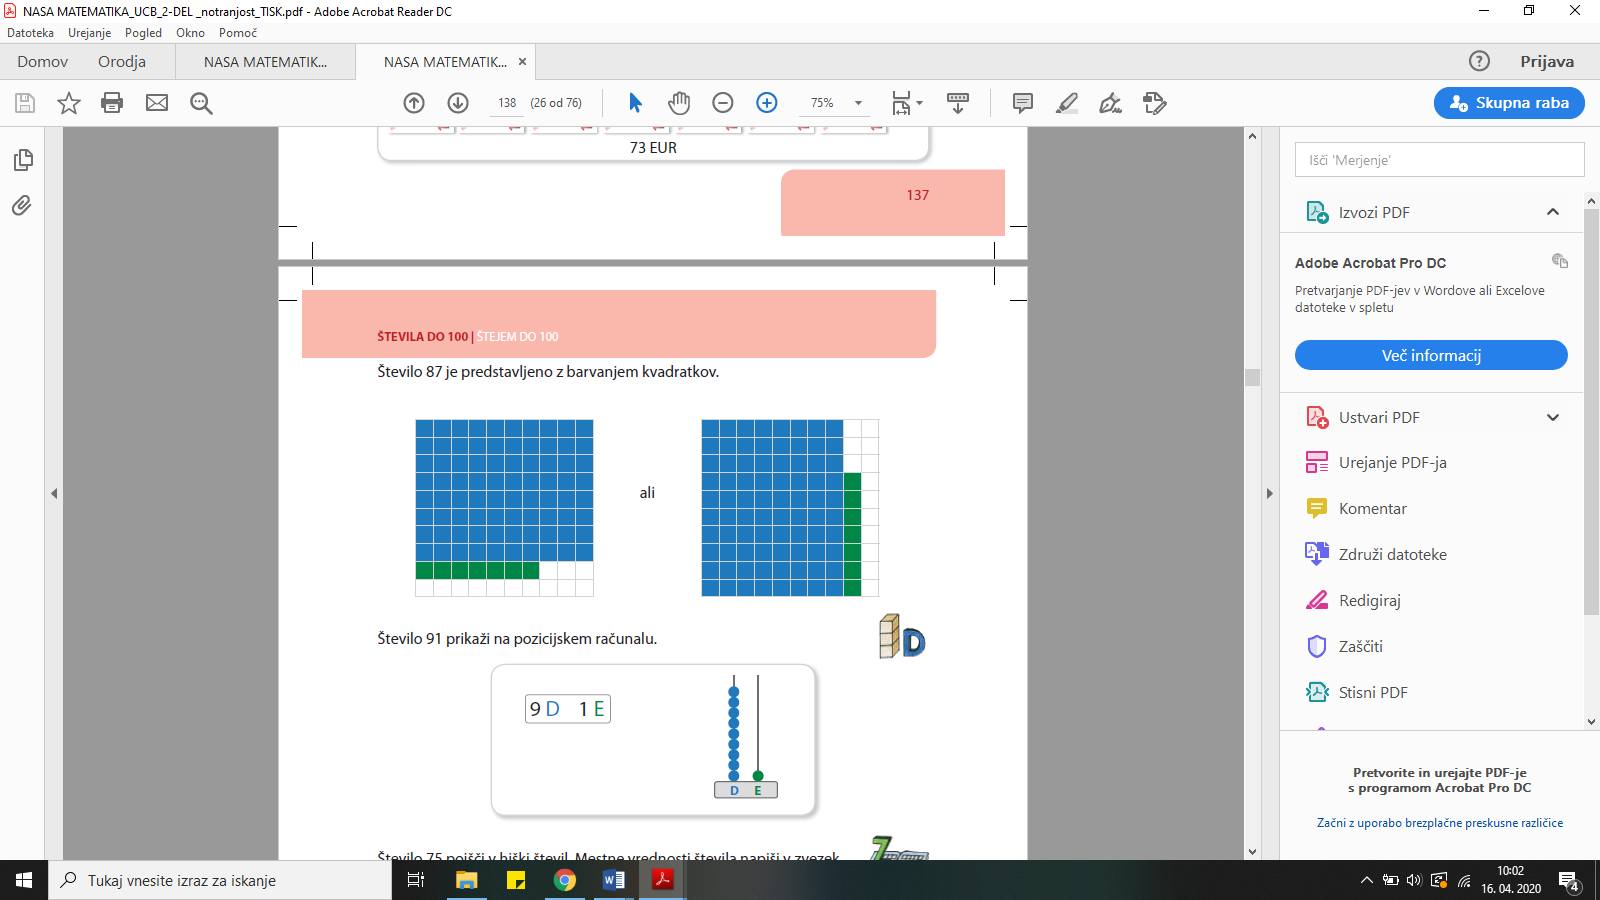 NASA MATEMATIKA_UCB_2-DEL _notranjost_TISK.pdf - Adobe Acrobat Reader DC
Datoteka Urejanje Pogled Okno Pomoč
Domov Orodja NASA MATEMATIK... NASA MATEMATIK... Prijava
138 (26 od 76) 75% Skupna raba
73 EUR
137
ŠTEVILA DO 100 | ŠTEJEM DO 100
Število 87 je predstavljeno z barvanjem kvadratkov.
ali
Število 91 prikaži na pozicijskem računalu.
D
9 D 1 E
D E
Število 75 poišči v hiški števil. Mestne vrednosti števila napiši v zvezek.
Išči 'Merjenje'
Izvozi PDF
Adobe Acrobat Pro DC
Pretvarjanje PDF-jev v Wordove ali Excelove
datoteke v spletu
Več informacij
Ustvari PDF
Urejanje PDF-ja
Komentar
Združi datoteke
Redigiraj
Zaščiti
Stisni PDF
Pretvorite in urejajte PDF-je
s programom Acrobat Pro DC
Začni z uporabo brezplačne preskusne različice
Tukaj vnesite izraz za iskanje
10:02
16. 04. 2020
4